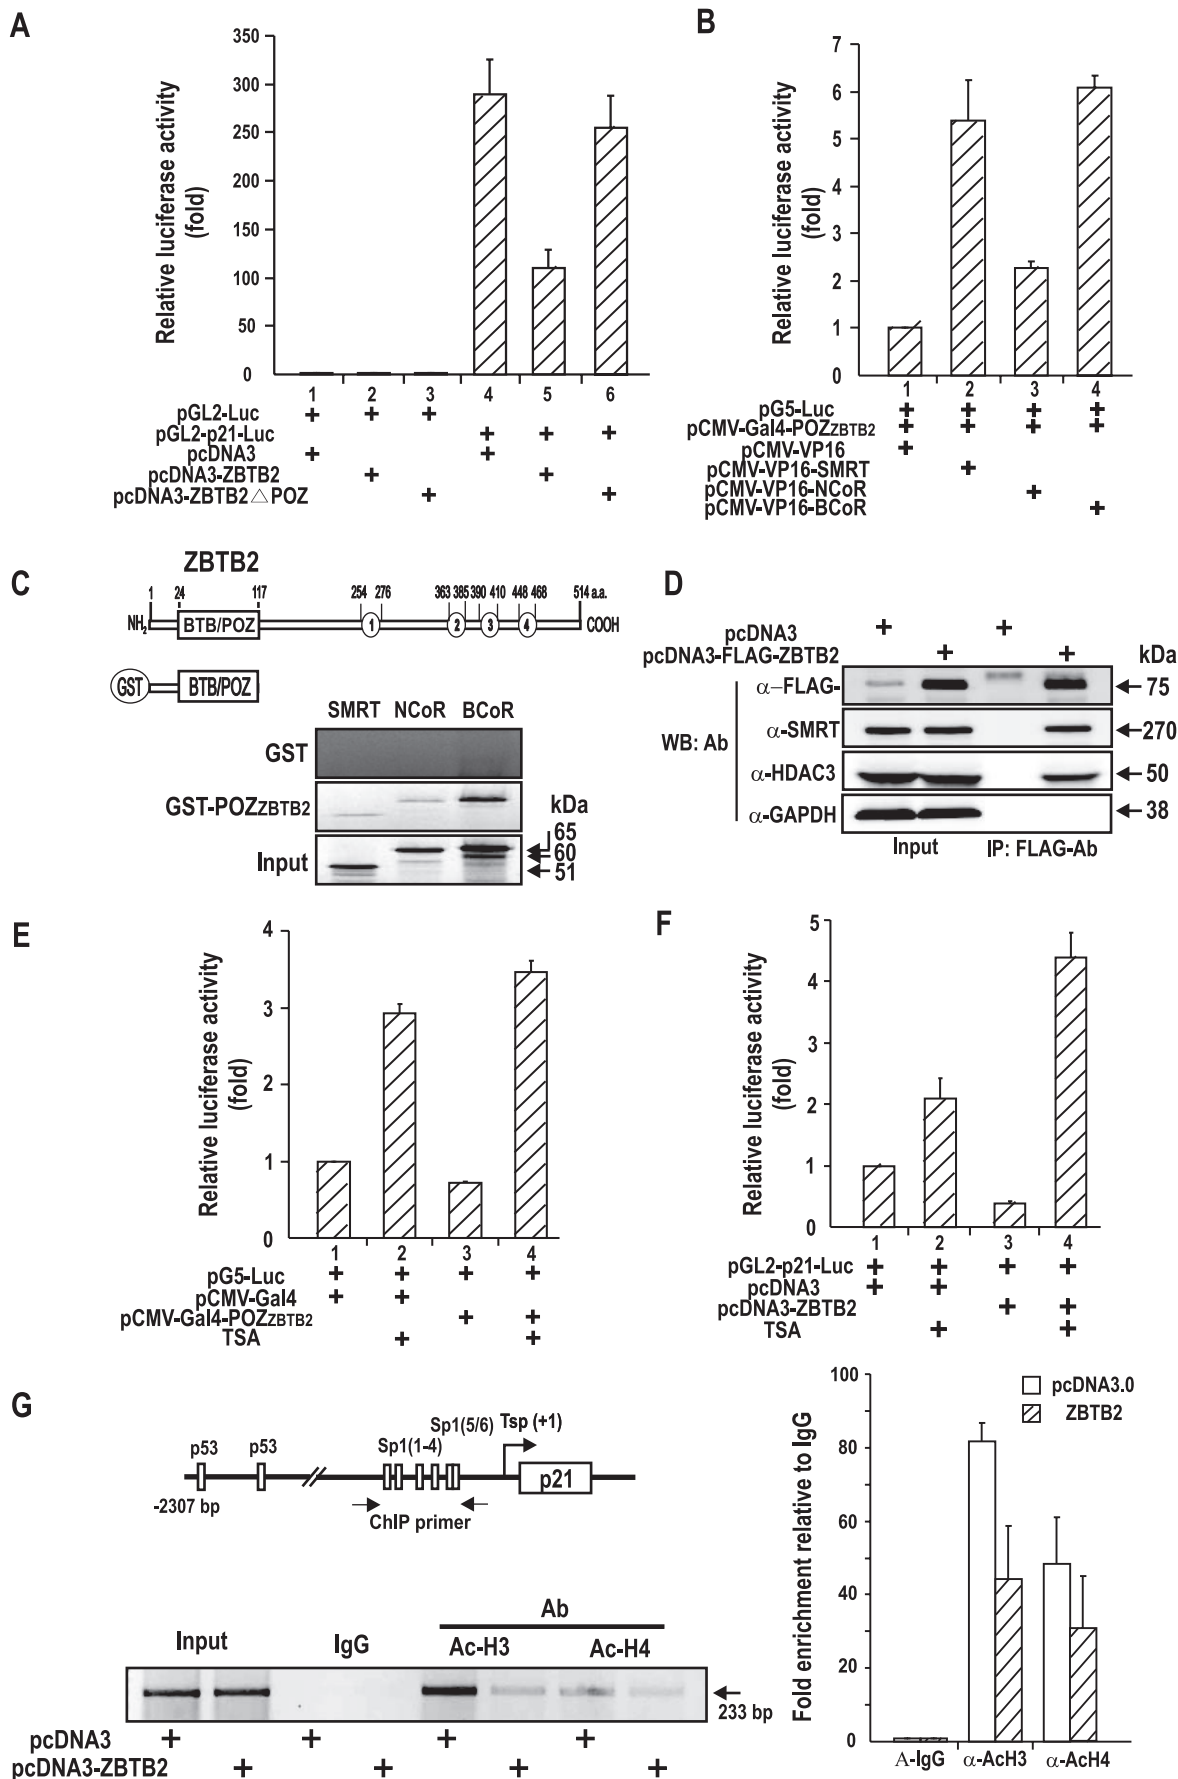 A
Relative luciferase activity
(fold)
350
300
250
200
150
100
50
0
1 2 3 4 5 6
pGL2-Luc + + +
pGL2-p21-Luc + + +
pcDNA3 + +
pcDNA3-ZBTB2 + +
pcDNA3-ZBTB2△POZ + +
B
Relative luciferase activity
(fold)
7
6
5
4
3
2
1
0
1 2 3 4
pG5-Luc + + + +
pCMV-Gal4-POZZBTB2 + + + +
pCMV-VP16 +
pCMV-VP16-SMRT +
pCMV-VP16-NCoR +
pCMV-VP16-BCoR +
C
ZBTB2
1 24 117 254 276 363 385 390 410 448 468 514 a.a.
NH2 BTB/POZ 1 2 3 4 COOH
GST BTB/POZ
SMRT NCoR BCoR
GST
GST-POZZBTB2
kDa
Input
65
60
51
D
pcDNA3 + +
pcDNA3-FLAG-ZBTB2 + +
kDa
WB: Ab
α–FLAG- 75
α-SMRT 270
α-HDAC3 50
α-GAPDH 38
Input IP: FLAG-Ab
E
Relative luciferase activity
(fold)
4
3
2
1
0
1 2 3 4
pG5-Luc + + + +
pCMV-Gal4 + +
pCMV-Gal4-POZZBTB2 + +
TSA + +
F
Relative luciferase activity
(fold)
5
4
3
2
1
0
1 2 3 4
pGL2-p21-Luc + + + +
pcDNA3 + +
pcDNA3-ZBTB2 + +
TSA + +
G
p53 p53 Sp1(1-4) Sp1(5/6) Tsp (+1)
p21
-2307 bp
ChIP primer
Ab
Input IgG Ac-H3 Ac-H4
233 bp
pcDNA3 + + + +
pcDNA3-ZBTB2 + + + +
Fold enrichment relative to IgG
100
80
60
40
20
0
pcDNA3.0
ZBTB2
A-IgG α-AcH3 α-AcH4